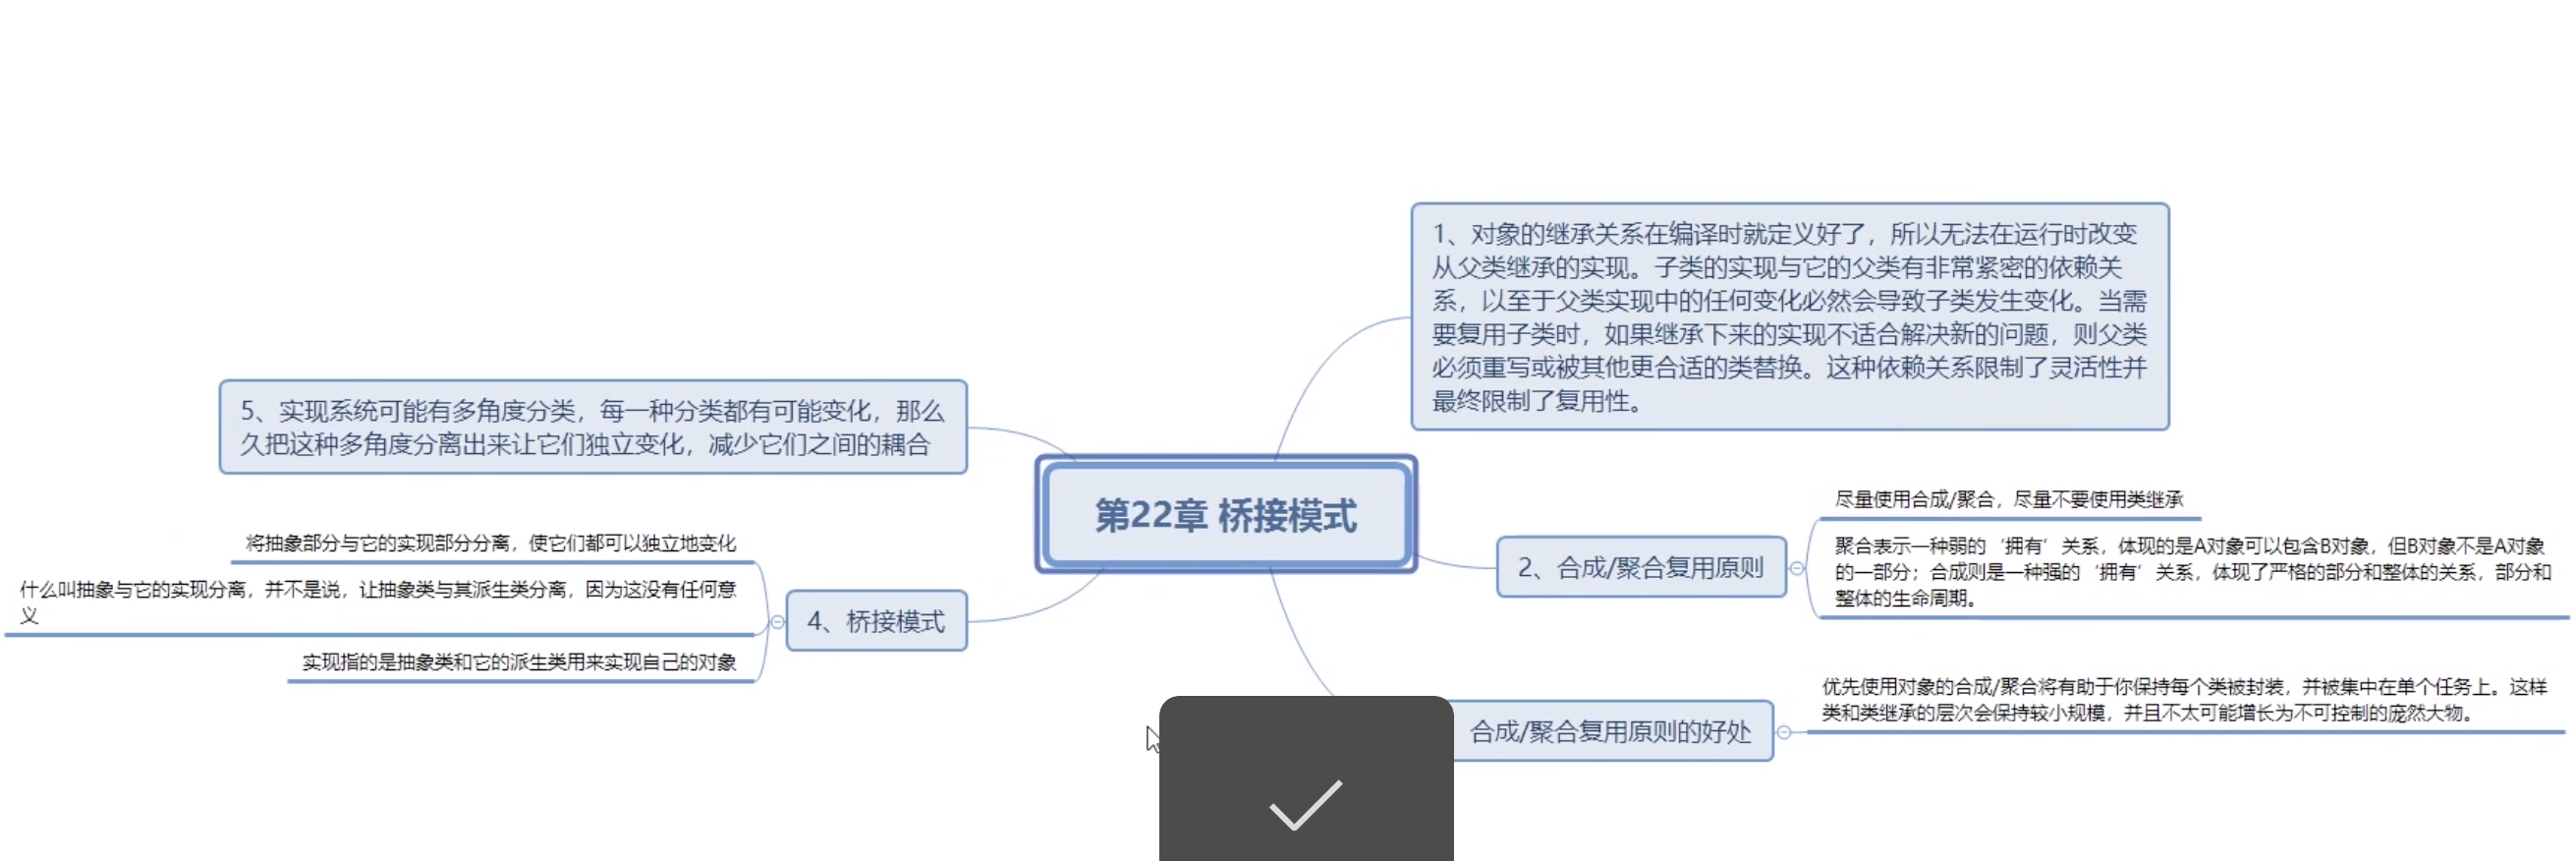 第22章 桥接模式
1、对象的继承关系在编译时就定义好了，所以无法在运行时改变
从父类继承的实现。子类的实现与它的父类有非常紧密的依赖关
系，以至于父类实现中的任何变化必然会导致子类发生变化。当需
要复用子类时，如果继承下来的实现不适合解决新的问题，则父类
必须重写或被其他更合适的类替换。这种依赖关系限制了灵活性并
最终限制了复用性。
2、合成/聚合复用原则
尽量使用合成/聚合，尽量不要使用类继承
聚合表示一种弱的‘拥有’关系，体现的是A对象可以包含B对象，但B对象不是A对象
的一部分；合成则是一种强的‘拥有’关系，体现了严格的部分和整体的关系，部分和
整体的生命周期。
合成/聚合复用原则的好处
优先使用对象的合成/聚合将有助于你保持每个类被封装，并被集中在单个任务上。这样
类和类继承的层次会保持较小规模，并且不太可能增长为不可控制的庞然大物。
4、桥接模式
将抽象部分与它的实现部分分离，使它们都可以独立地变化
什么叫抽象与它的实现分离，并不是说，让抽象类与其派生类分离，因为这没有任何意
义
实现指的是抽象类和它的派生类用来实现自己的对象
5、实现系统可能有多角度分类，每一种分类都有可能变化，那么
久把这种多角度分离出来让它们独立变化，减少它们之间的耦合